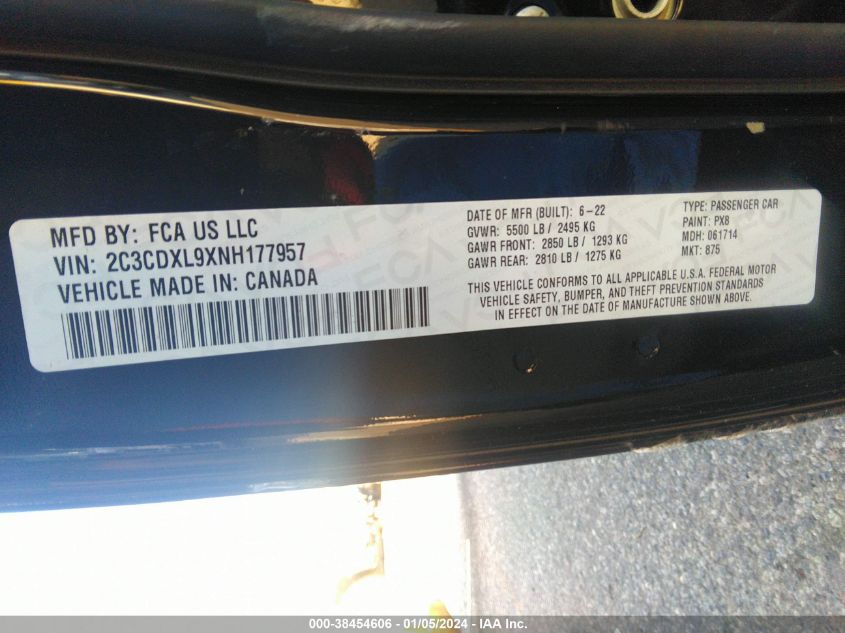 MFD BY: FCA US LLC
VIN: 2C3CDXL9XNH177957
VEHICLE MADE IN: CANADA
DATE OF MFR (BUILT): 6-22
GVWR: 5500 LB / 2495 KG
GAWR FRONT: 2850 LB / 1293 KG
GAWR REAR: 2810 LB / 1275 KG
TYPE: PASSENGER CAR
PAINT: PX8
MDH: 061714
MKT: 875
THIS VEHICLE CONFORMS TO ALL APPLICABLE U.S.A. FEDERAL MOTOR
VEHICLE SAFETY, BUMPER, AND THEFT PREVENTION STANDARDS
IN EFFECT ON THE DATE OF MANUFACTURE SHOWN ABOVE.
000-38454606 - 01/05/2024 - IAA Inc.